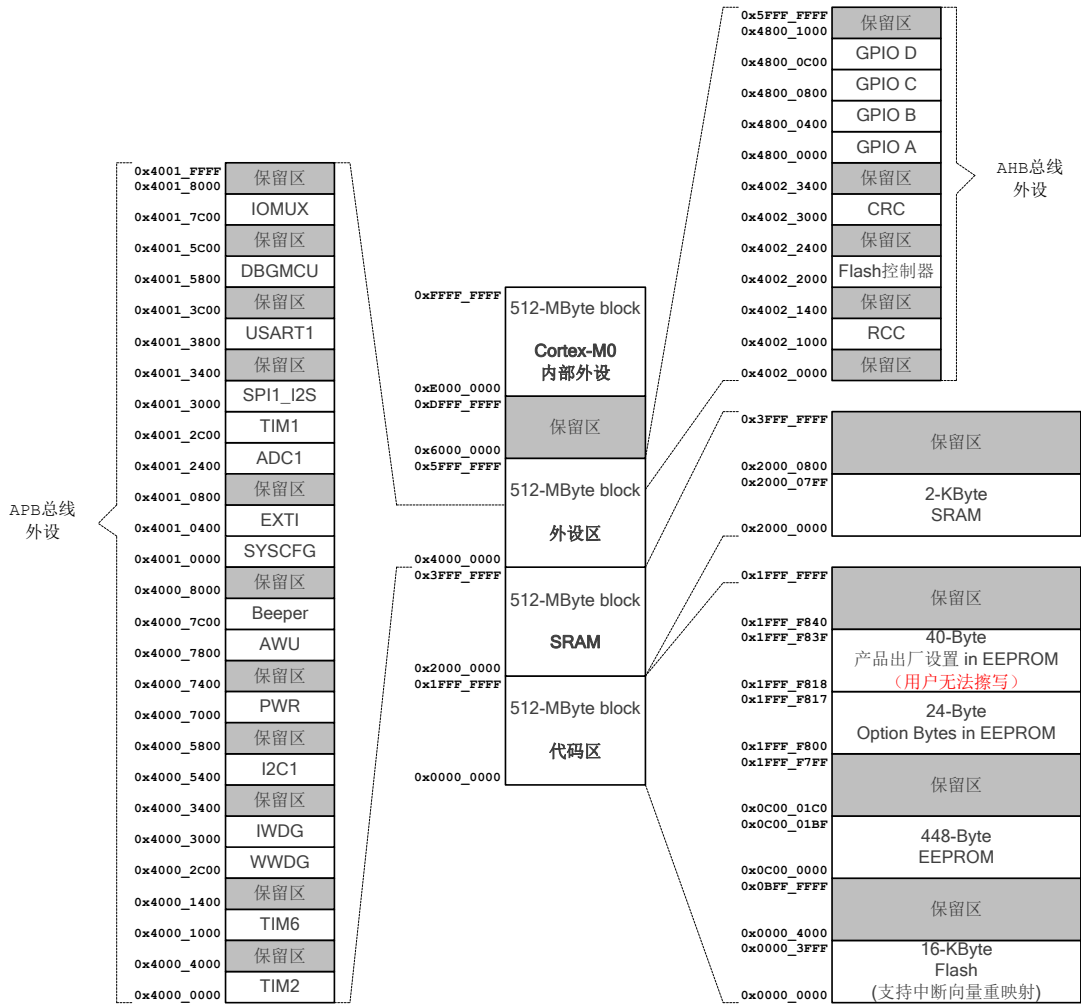 APB总线
外设
0x4001_FFFF
保留区
0x4001_8000
IOMUX
0x4001_7C00
保留区
0x4001_5C00
DBGMCU
0x4001_5800
保留区
0x4001_3C00
USART1
0x4001_3800
保留区
0x4001_3400
SPI1_I2S
0x4001_3000
TIM1
0x4001_2C00
ADC1
0x4001_2400
保留区
0x4001_0800
EXTI
0x4001_0400
SYSCFG
0x4001_0000
保留区
0x4000_8000
Beeper
0x4000_7C00
AWU
0x4000_7800
保留区
0x4000_7400
PWR
0x4000_7000
保留区
0x4000_5800
I2C1
0x4000_5400
保留区
0x4000_3400
IWDG
0x4000_3000
WWDG
0x4000_2C00
保留区
0x4000_1400
TIM6
0x4000_1000
保留区
0x4000_4000
TIM2
0x4000_0000
0xFFFF_FFFF
512-MByte block
Cortex-M0
内部外设
0xE000_0000
0xDFFF_FFFF
保留区
0x6000_0000
0x5FFF_FFFF
512-MByte block
外设区
0x4000_0000
0x3FFF_FFFF
512-MByte block
SRAM
0x2000_0000
0x1FFF_FFFF
512-MByte block
代码区
0x0000_0000
0x5FFF_FFFF
保留区
0x4800_1000
GPIO D
0x4800_0C00
GPIO C
0x4800_0800
GPIO B
0x4800_0400
GPIO A
0x4800_0000
保留区
0x4002_3400
CRC
0x4002_3000
保留区
0x4002_2400
Flash控制器
0x4002_2000
保留区
0x4002_1400
RCC
0x4002_1000
保留区
0x4002_0000
AHB总线
外设
0x3FFF_FFFF
保留区
0x2000_0800
0x2000_07FF
2-KByte
SRAM
0x2000_0000
0x1FFF_FFFF
保留区
0x1FFF_F840
0x1FFF_F83F
40-Byte
产品出厂设置 in EEPROM
（用户无法擦写）
0x1FFF_F818
0x1FFF_F817
24-Byte
Option Bytes in EEPROM
0x1FFF_F800
0x1FFF_F7FF
保留区
0x0C00_01C0
0x0C00_01BF
448-Byte
EEPROM
0x0C00_0000
0x0BFF_FFFF
保留区
0x0000_4000
0x0000_3FFF
16-KByte
Flash
(支持中断向量重映射)
0x0000_0000